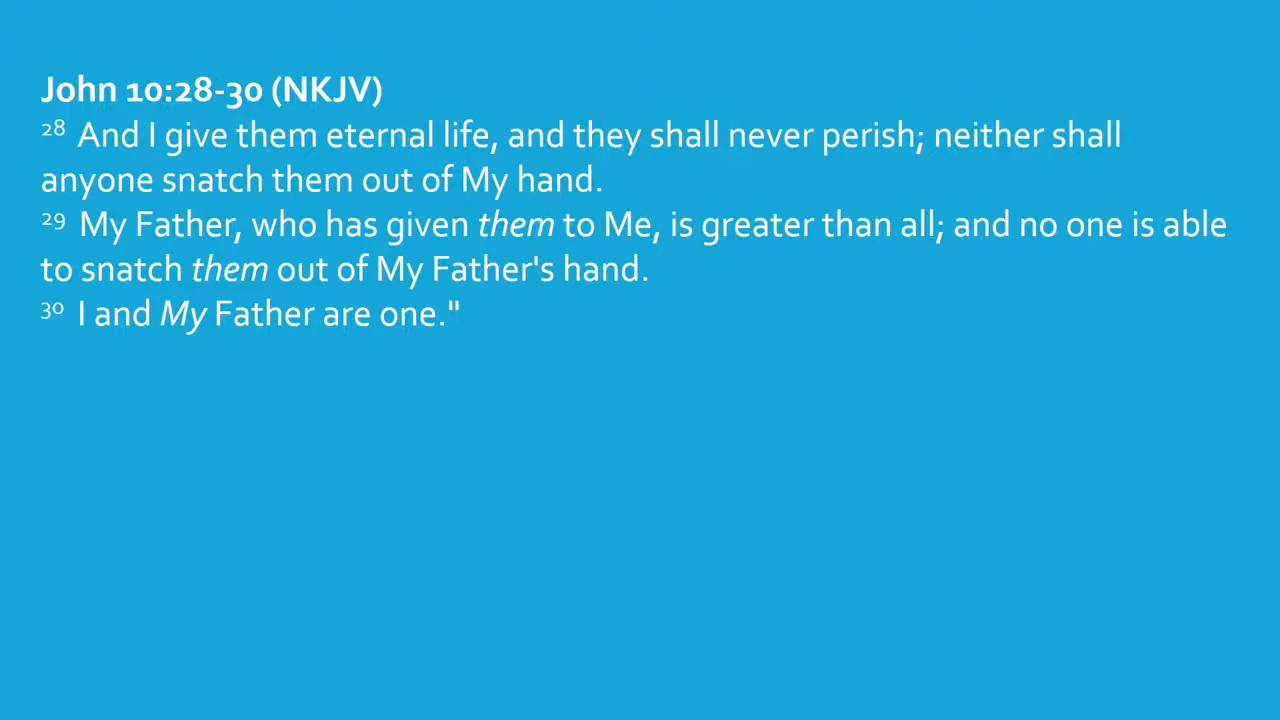 John 10:28-30 (NKJV)
28 And I give them eternal life, and they shall never perish; neither shall
anyone snatch them out of My hand.
29 My Father, who has given them to Me, is greater than all; and no one is able
to snatch them out of My Father's hand.
30 I and My Father are one."